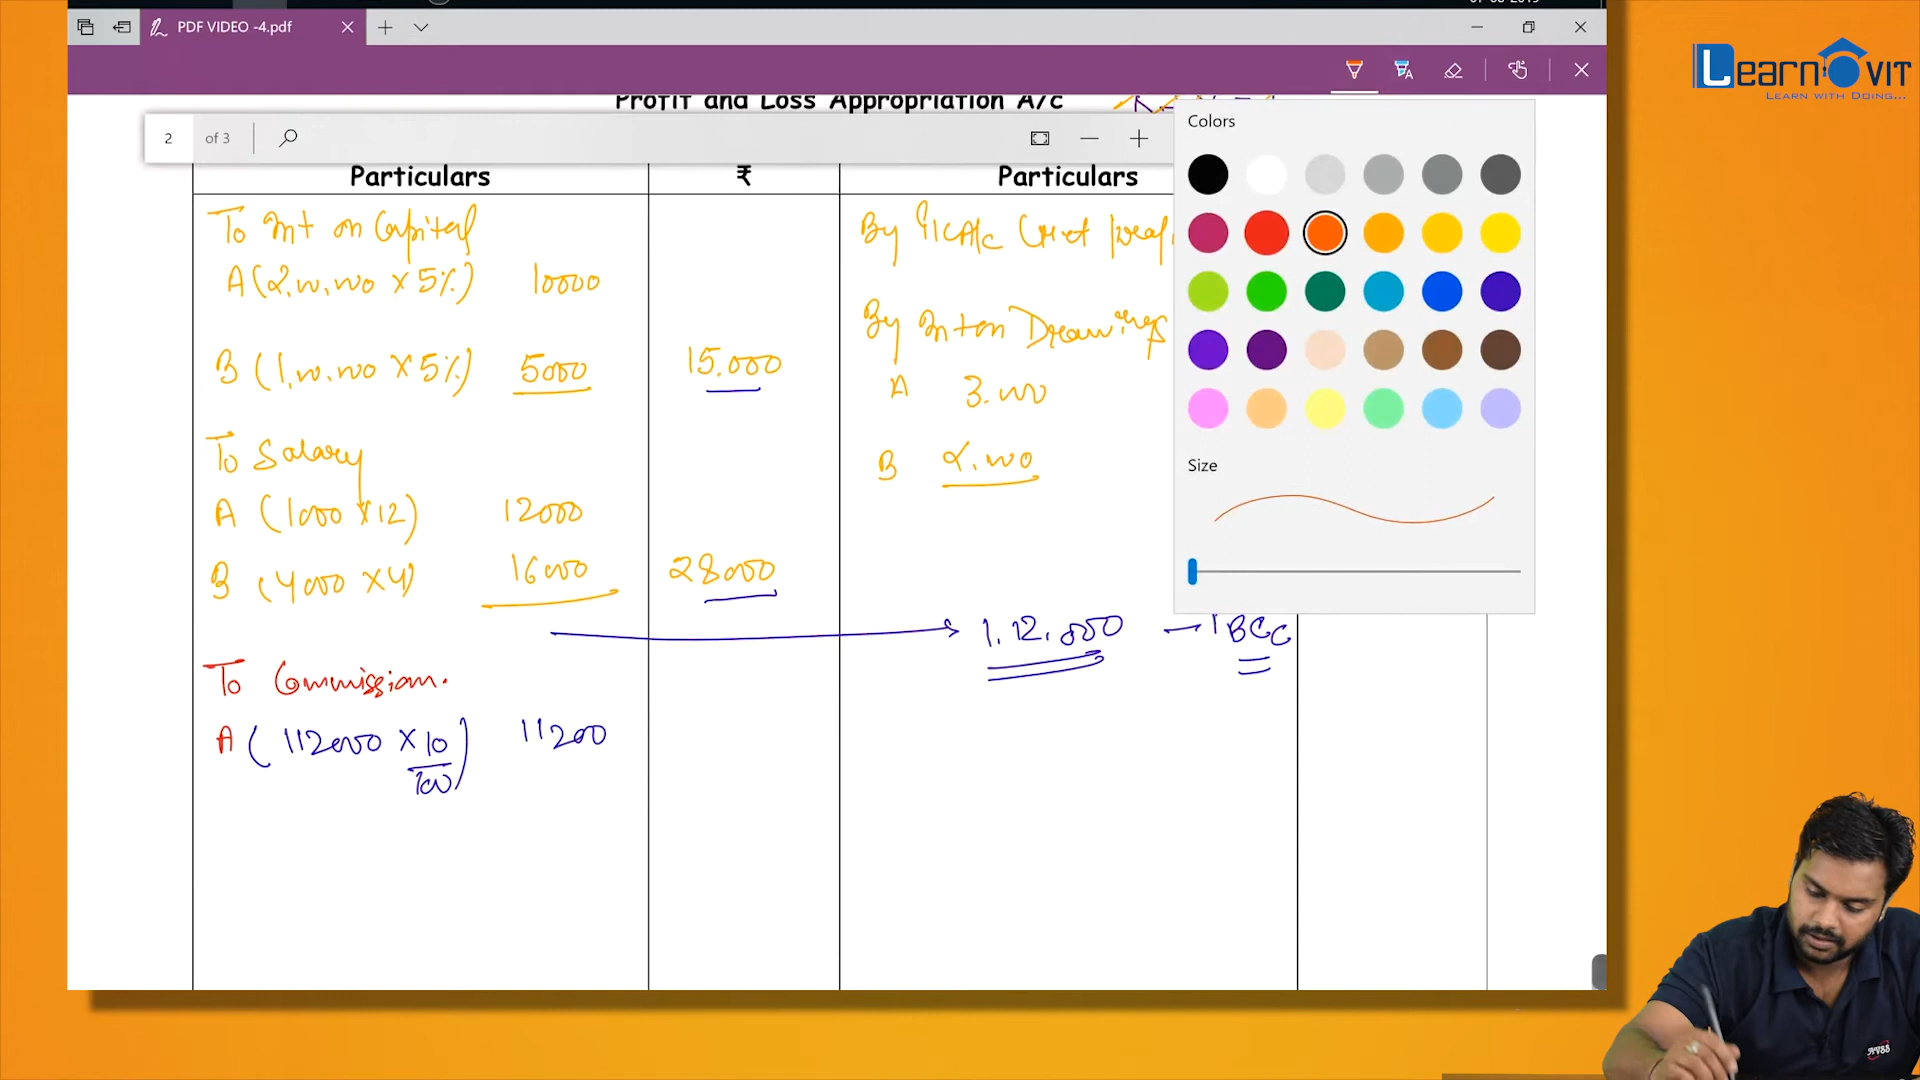 PDF VIDEO -4.pdf
LearnOVIT
LEARN WITH DOING...
Profit and Loss Appropriation A/c
2 of 3
Colors
Size
Particulars
₹
Particulars
To Int on Capital
A (2.00.000 × 5%) 10000
B (1.00.000 × 5%) 5000 15.000
To Salary
A (1000 × 12) 12000
B (4000 × 4) 16000 28000
To Commission.
A (112000 × 10/100) 11200
By P/L A/c (Net
By Int on Drawings
A 3.000
B 2.000
1.12.000 - PBCC